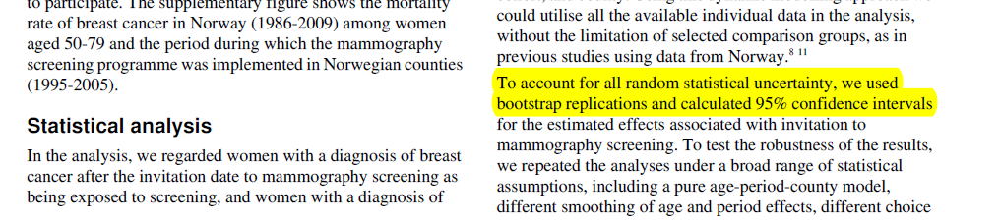 to participate. The supplementary figure shows the mortality
rate of breast cancer in Norway (1986-2009) among women
aged 50-79 and the period during which the mammography
screening programme was implemented in Norwegian counties
(1995-2005).
Statistical analysis
In the analysis, we regarded women with a diagnosis of breast
cancer after the invitation date to mammography screening as
being exposed to screening, and women with a diagnosis of
could utilise all the available individual data in the analysis,
without the limitation of selected comparison groups, as in
previous studies using data from Norway.8 11
To account for all random statistical uncertainty, we used
bootstrap replications and calculated 95% confidence intervals
for the estimated effects associated with invitation to
mammography screening. To test the robustness of the results,
we repeated the analyses under a broad range of statistical
assumptions, including a pure age-period-county model,
different smoothing of age and period effects, different choice